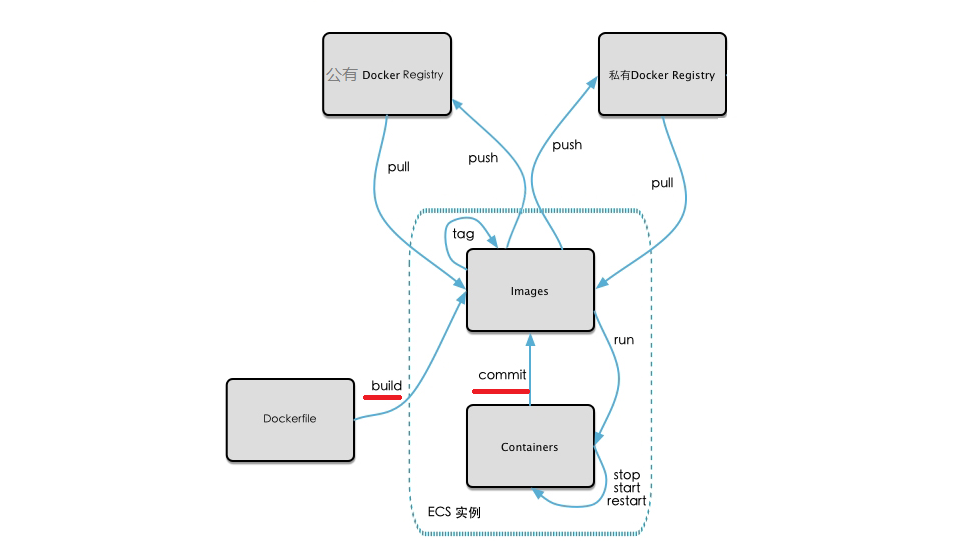 公有 Docker Registry
私有Docker Registry
push
push
pull
pull
tag
Images
run
commit
build
Dockerfile
Containers
stop
start
restart
ECS 实例